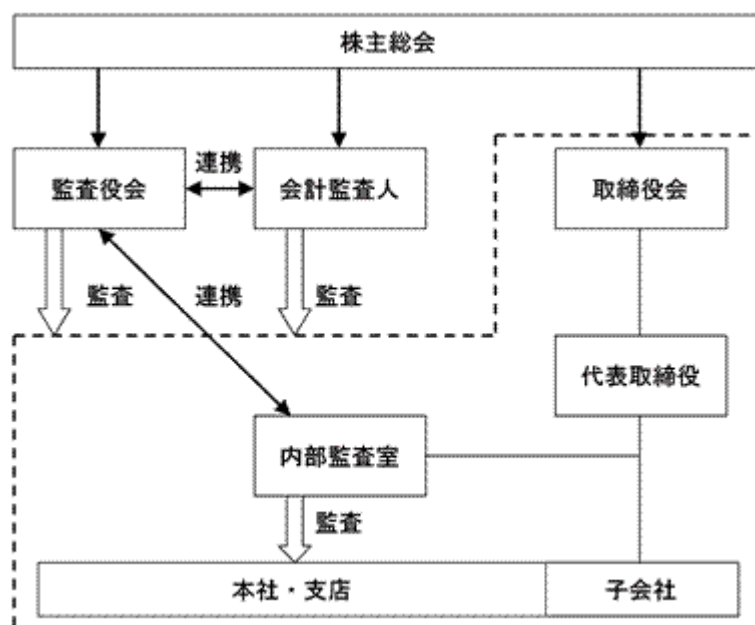 株主総会
監査役会
連携
会計監査人
取締役会
監査
連携
監査
代表取締役
内部監査室
監査
本社・支店
子会社